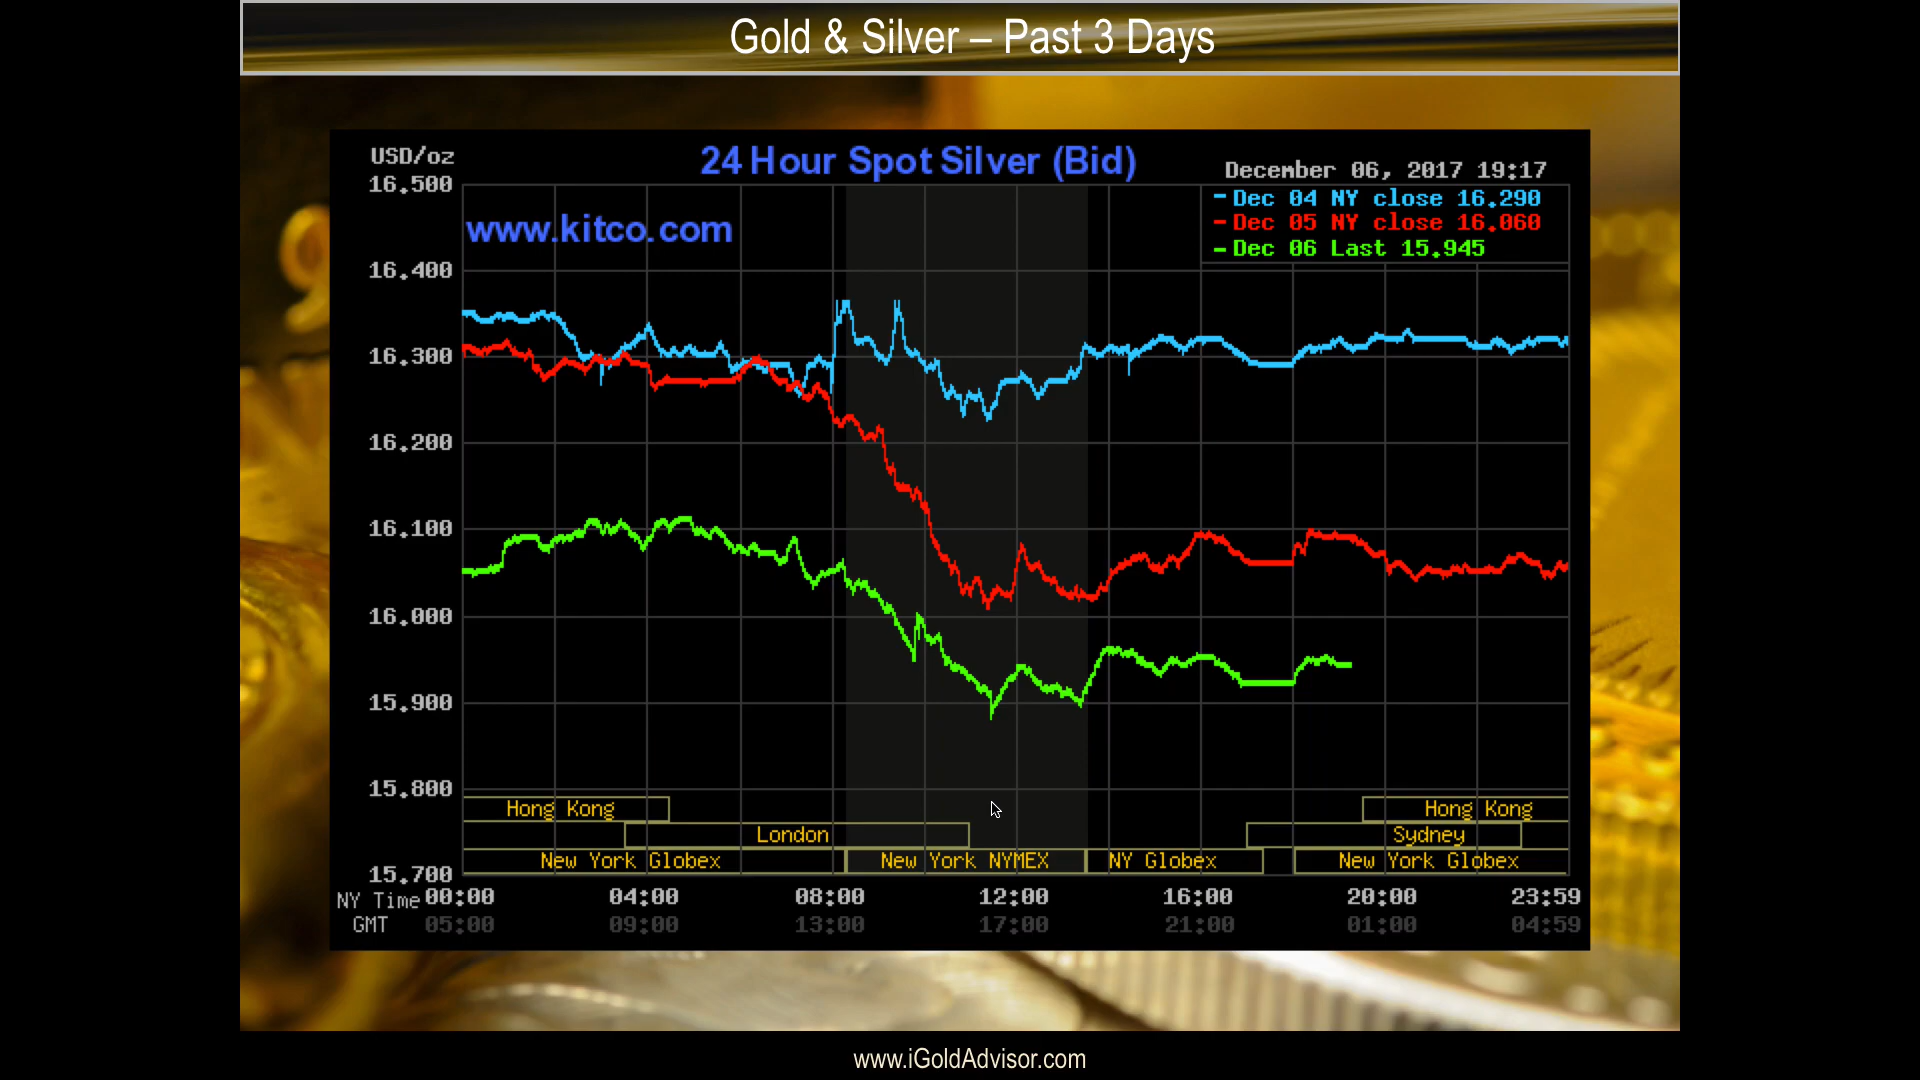 Gold & Silver – Past 3 Days
USD/oz
24 Hour Spot Silver (Bid)
December 06, 2017 19:17
16.500
Dec 04 NY close 16.290
www.kitco.com
Dec 05 NY close 16.060
Dec 06 Last 15.945
16.400
16.300
16.200
16.100
16.000
15.900
15.800
Hong Kong Hong Kong
London Sydney
New York Globex New York NYMEX NY Globex New York Globex
15.700
NY Time 00:00 04:00 08:00 12:00 16:00 20:00 23:59
GMT 05:00 09:00 13:00 17:00 21:00 01:00 04:59
www.iGoldAdvisor.com